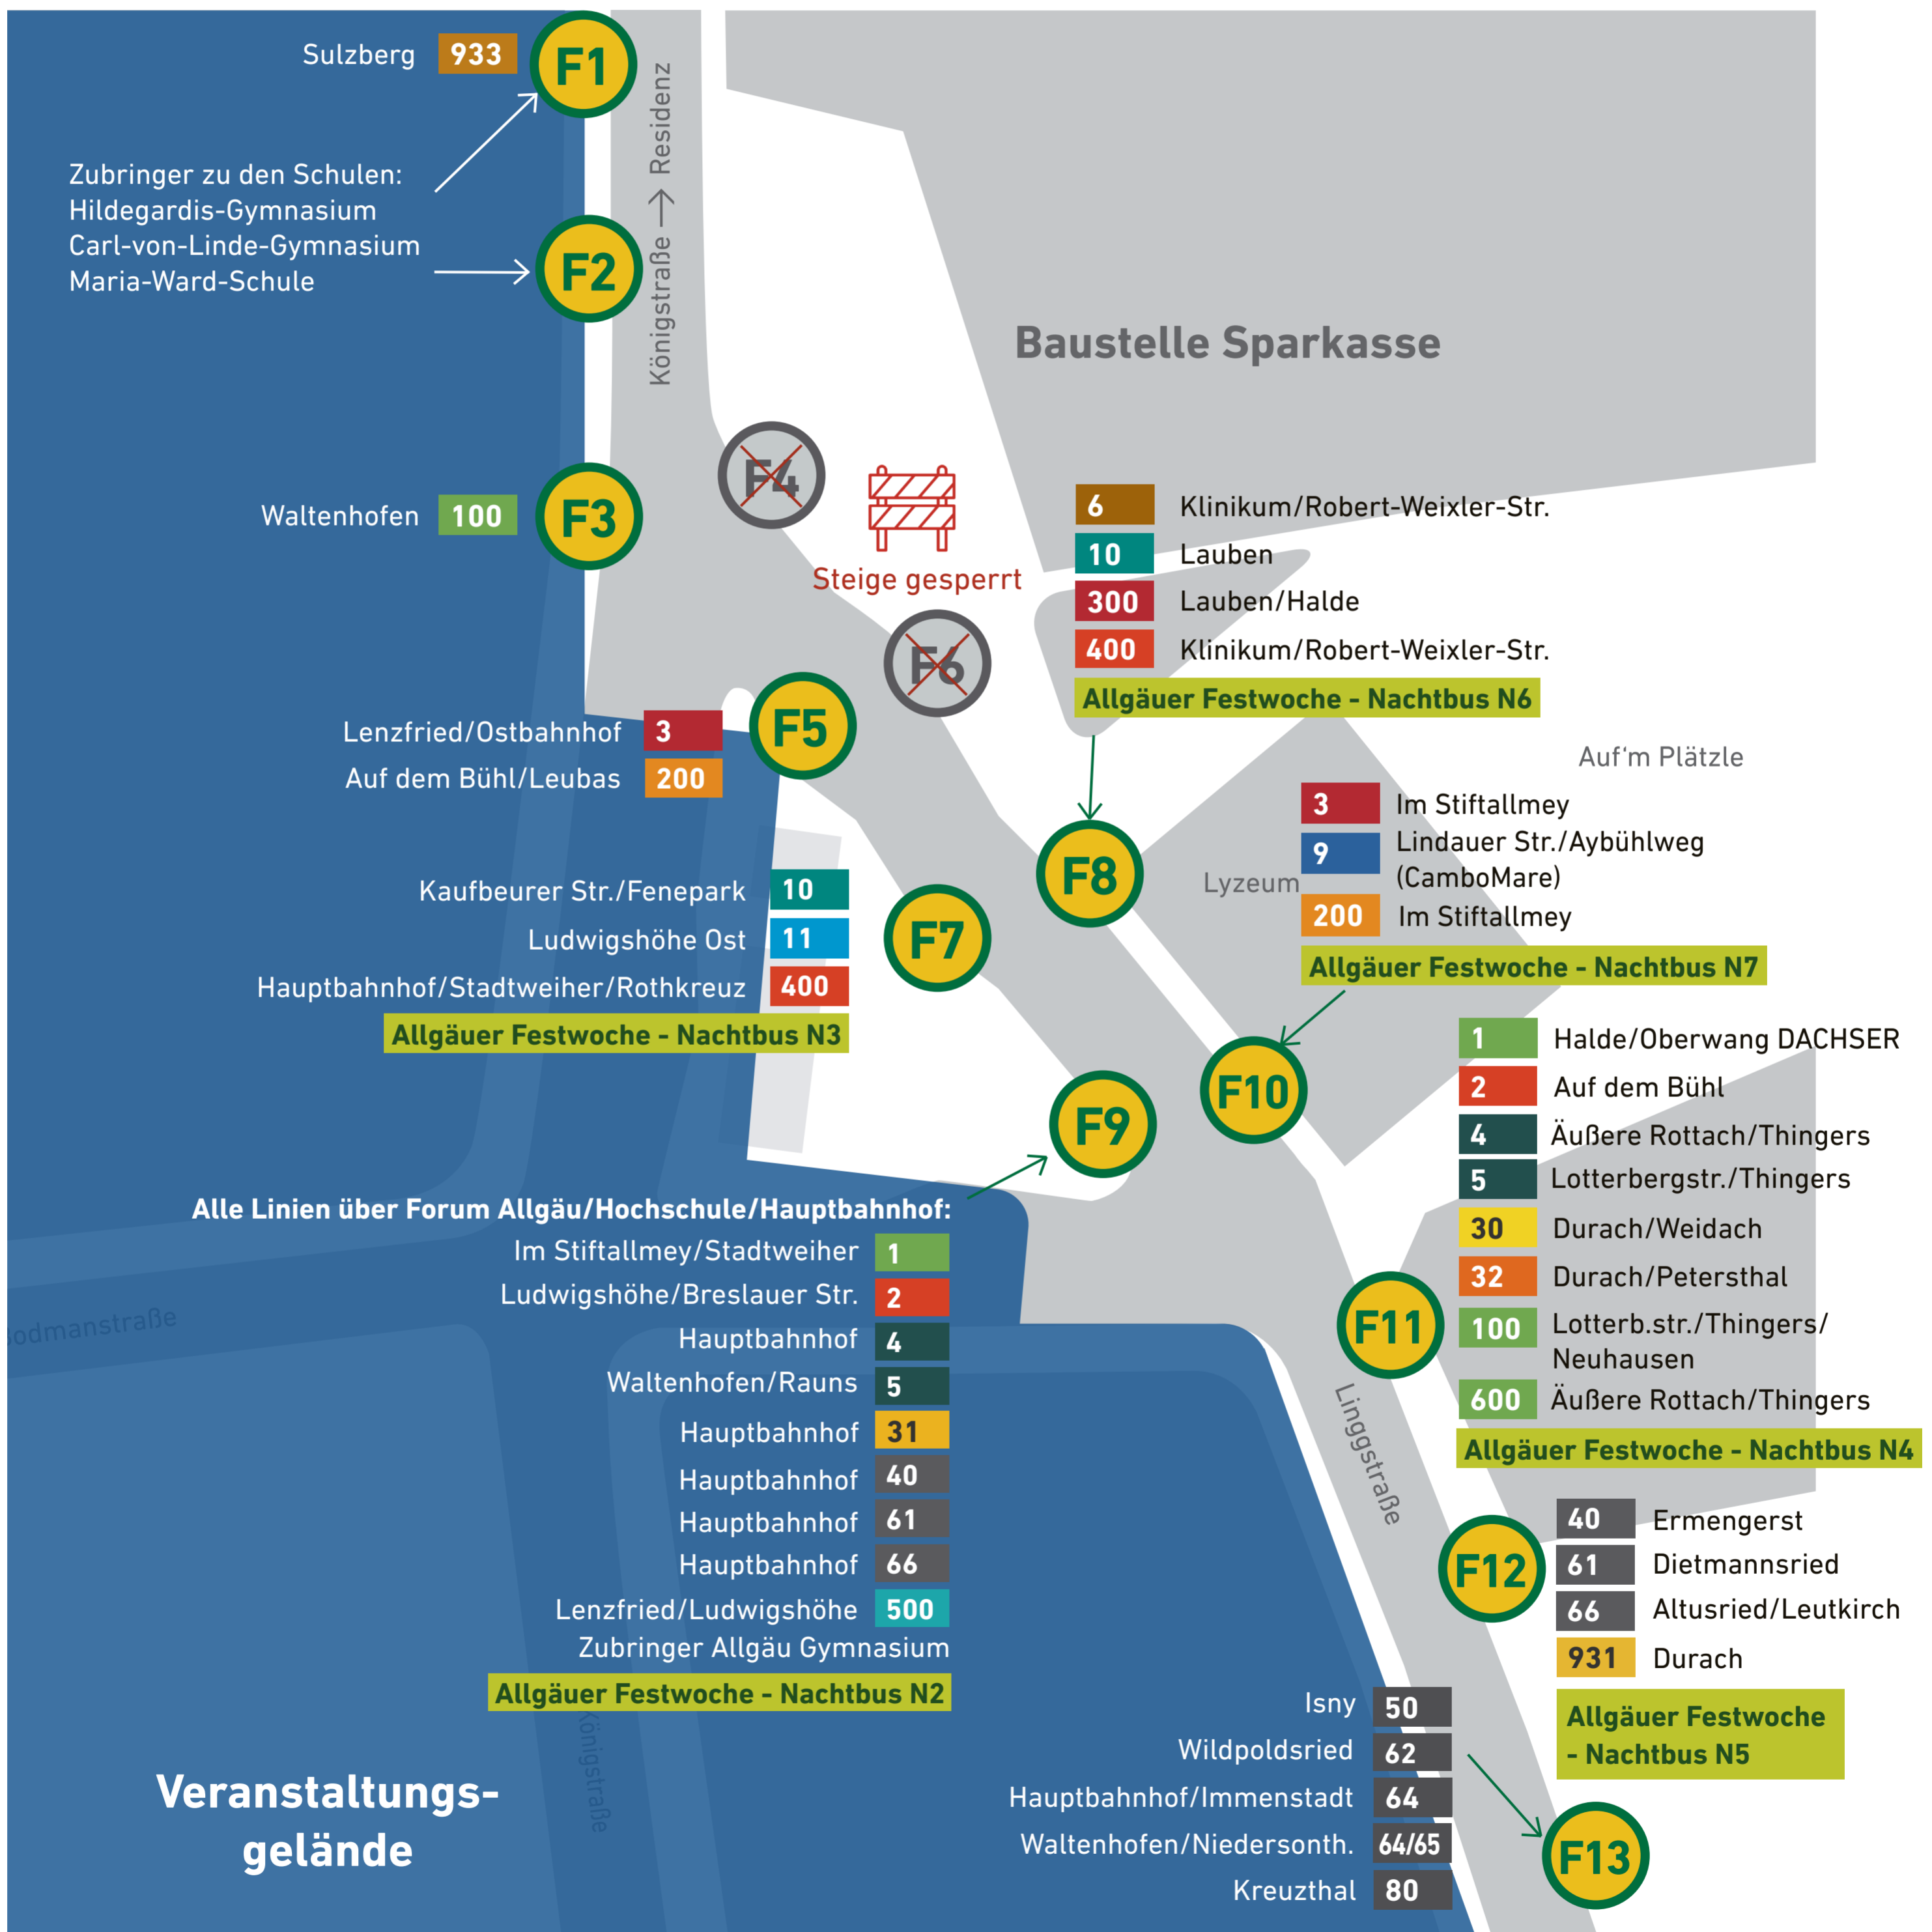 Sulzberg 933 F1
Zubringer zu den Schulen:
Hildegardis-Gymnasium
Carl-von-Linde-Gymnasium
Maria-Ward-Schule
F2
Königstraße → Residenz
Baustelle Sparkasse
Waltenhofen 100 F3
F4
Steige gesperrt
F6
6 Klinikum/Robert-Weixler-Str.
10 Lauben
300 Lauben/Halde
400 Klinikum/Robert-Weixler-Str.
Allgäuer Festwoche - Nachtbus N6
F8
Lenzfried/Ostbahnhof 3
Auf dem Bühl/Leubas 200
F5
Auf'm Plätzle
Lyzeum
3 Im Stiftallmey
9 Lindauer Str./Aybühlweg
(CamboMare)
200 Im Stiftallmey
Allgäuer Festwoche - Nachtbus N7
F10
Kaufbeurer Str./Fenepark 10
Ludwigshöhe Ost 11
Hauptbahnhof/Stadtweiher/Rothkreuz 400
Allgäuer Festwoche - Nachtbus N3
F7
F9
1 Halde/Oberwang DACHSER
2 Auf dem Bühl
4 Äußere Rottach/Thingers
5 Lotterbergstr./Thingers
30 Durach/Weidach
32 Durach/Petersthal
100 Lotterb.str./Thingers/
Neuhausen
600 Äußere Rottach/Thingers
Allgäuer Festwoche - Nachtbus N4
F11
Linggstraße
Alle Linien über Forum Allgäu/Hochschule/Hauptbahnhof:
Im Stiftallmey/Stadtweiher 1
Ludwigshöhe/Breslauer Str. 2
Hauptbahnhof 4
Waltenhofen/Rauns 5
Hauptbahnhof 31
Hauptbahnhof 40
Hauptbahnhof 61
Hauptbahnhof 66
Lenzfried/Ludwigshöhe 500
Zubringer Allgäu Gymnasium
Allgäuer Festwoche - Nachtbus N2
Bodmanstraße
Königstraße
F12
40 Ermengerst
61 Dietmannsried
66 Altusried/Leutkirch
931 Durach
Allgäuer Festwoche
- Nachtbus N5
Isny 50
Wildpoldsried 62
Hauptbahnhof/Immenstadt 64
Waltenhofen/Niedersonth. 64/65
Kreuzthal 80
F13
Veranstaltungs-
gelände